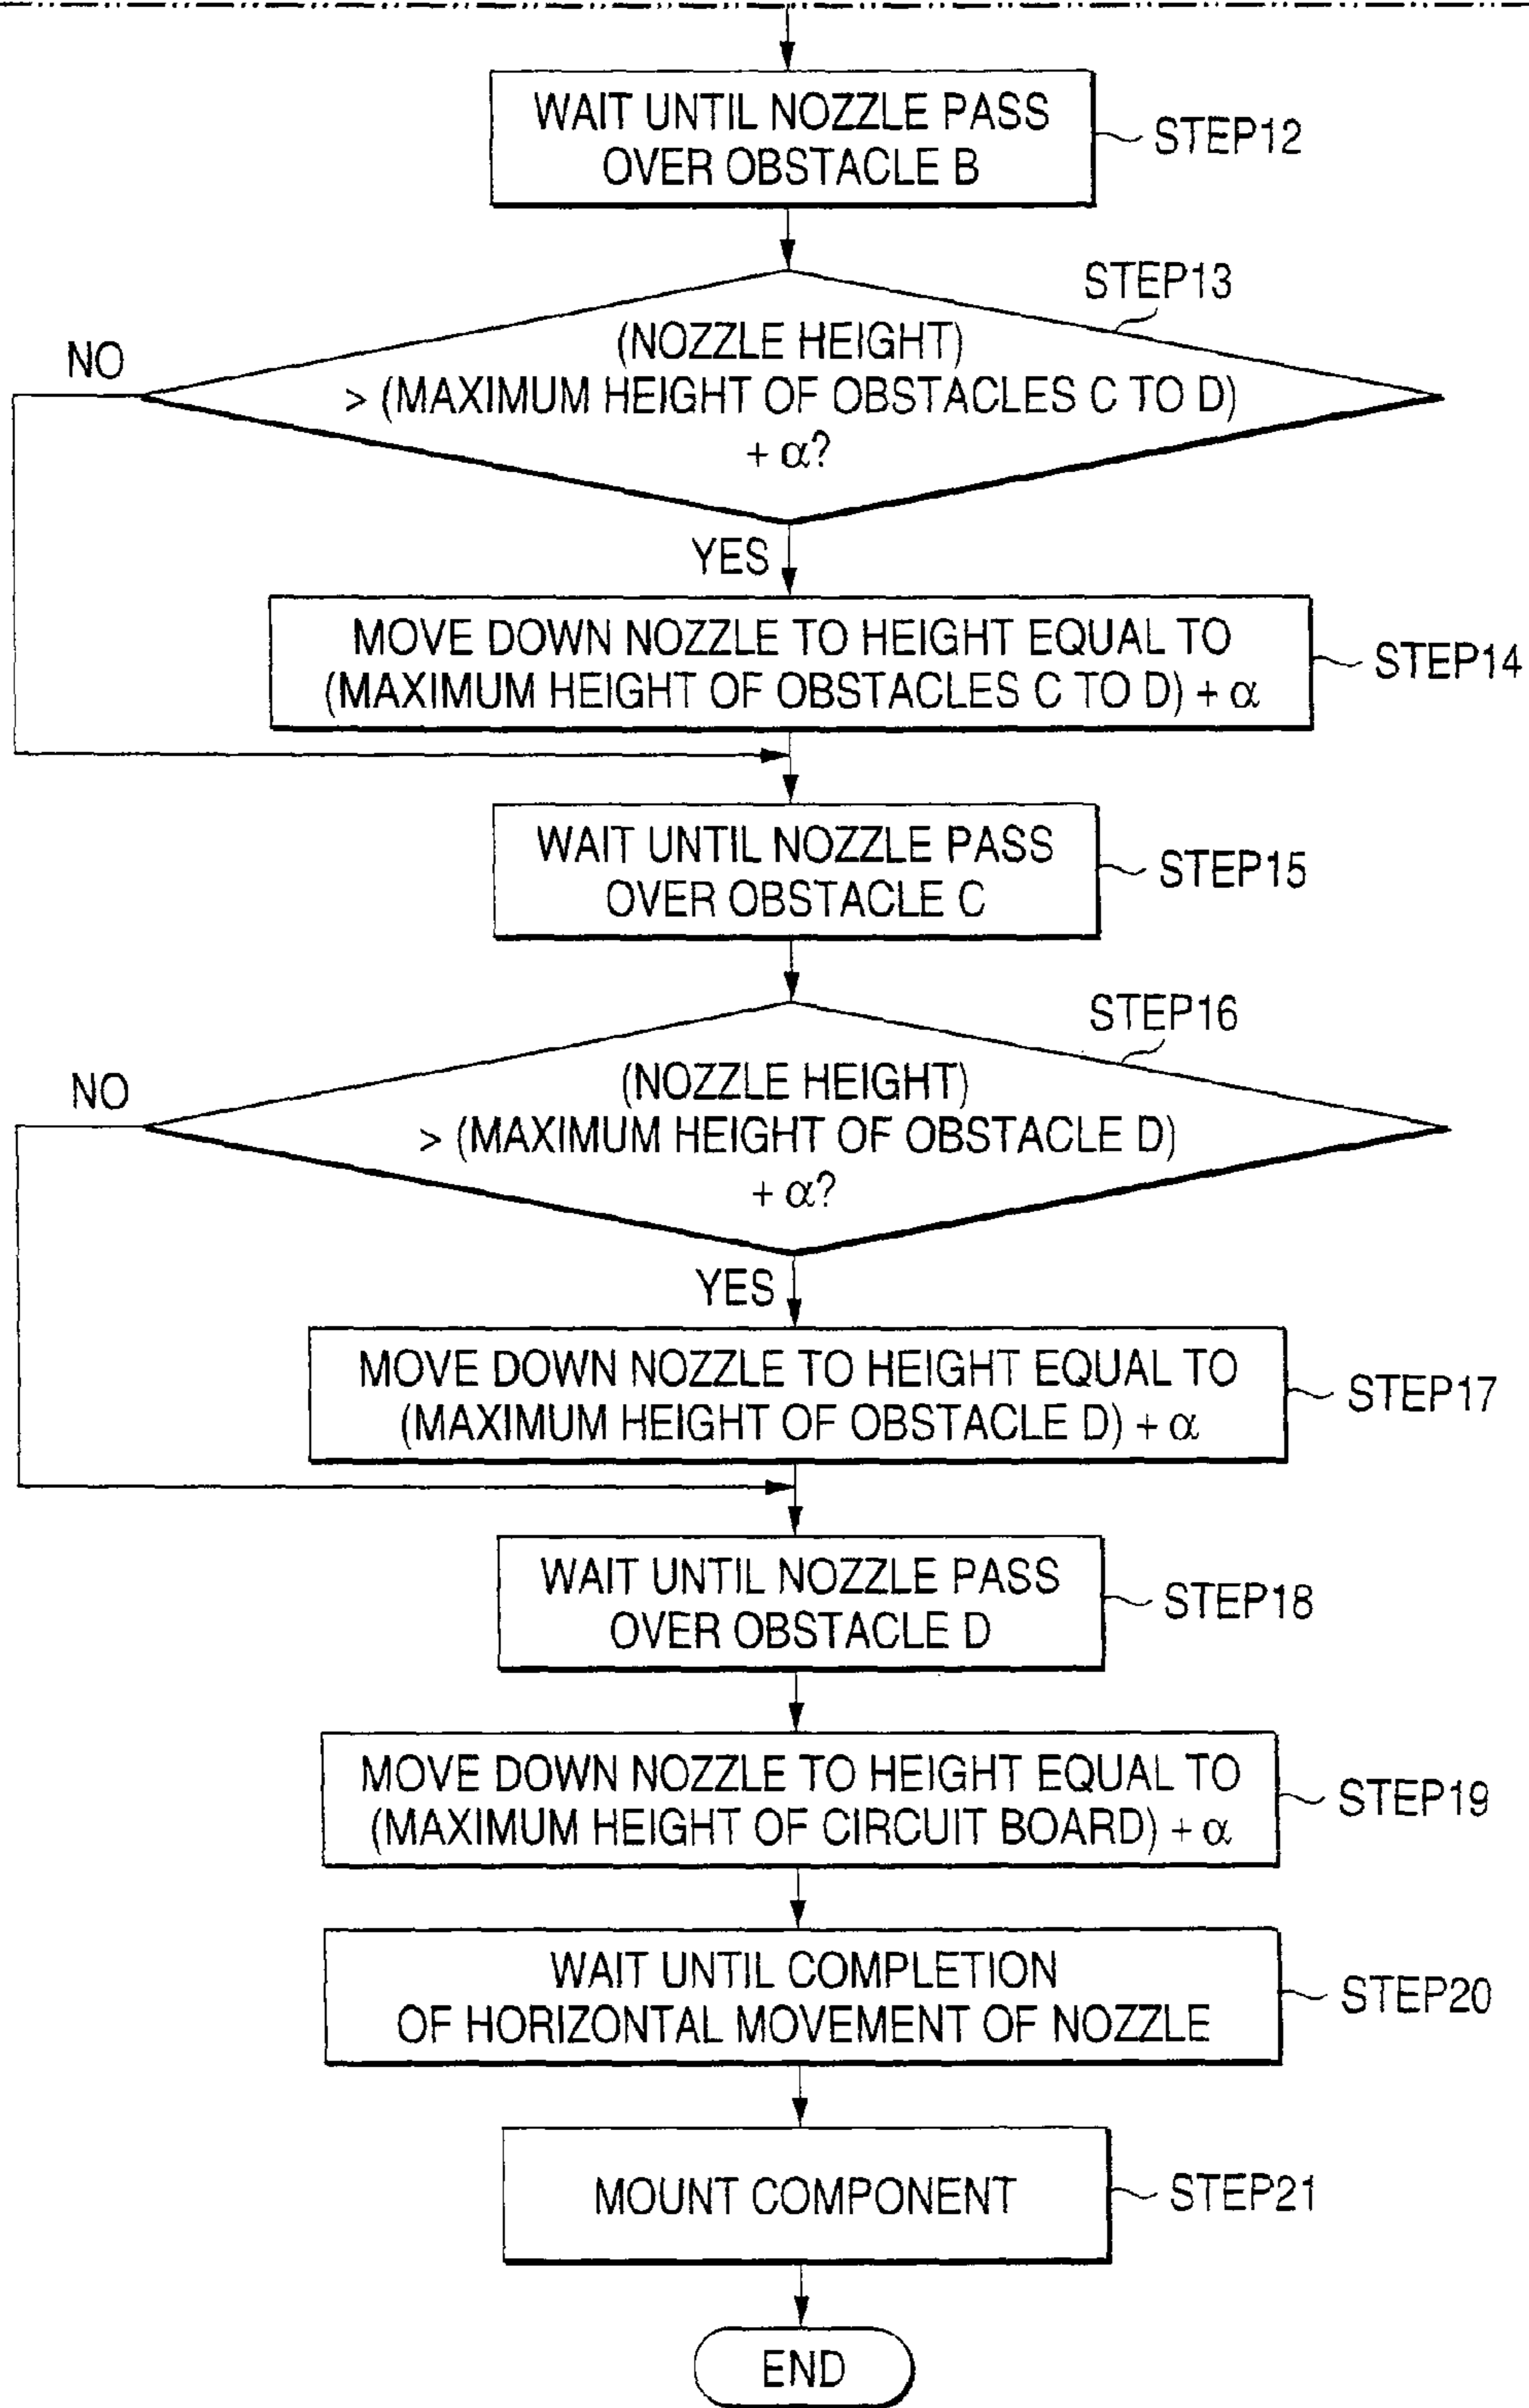 WAIT UNTIL NOZZLE PASS
OVER OBSTACLE B
STEP12
STEP13
(NOZZLE HEIGHT)
> (MAXIMUM HEIGHT OF OBSTACLES C TO D)
+ α?
NO
YES
MOVE DOWN NOZZLE TO HEIGHT EQUAL TO
(MAXIMUM HEIGHT OF OBSTACLES C TO D) + α
STEP14
WAIT UNTIL NOZZLE PASS
OVER OBSTACLE C
STEP15
STEP16
(NOZZLE HEIGHT)
> (MAXIMUM HEIGHT OF OBSTACLE D)
+ α?
NO
YES
MOVE DOWN NOZZLE TO HEIGHT EQUAL TO
(MAXIMUM HEIGHT OF OBSTACLE D) + α
STEP17
WAIT UNTIL NOZZLE PASS
OVER OBSTACLE D
STEP18
MOVE DOWN NOZZLE TO HEIGHT EQUAL TO
(MAXIMUM HEIGHT OF CIRCUIT BOARD) + α
STEP19
WAIT UNTIL COMPLETION
OF HORIZONTAL MOVEMENT OF NOZZLE
STEP20
MOUNT COMPONENT
STEP21
END